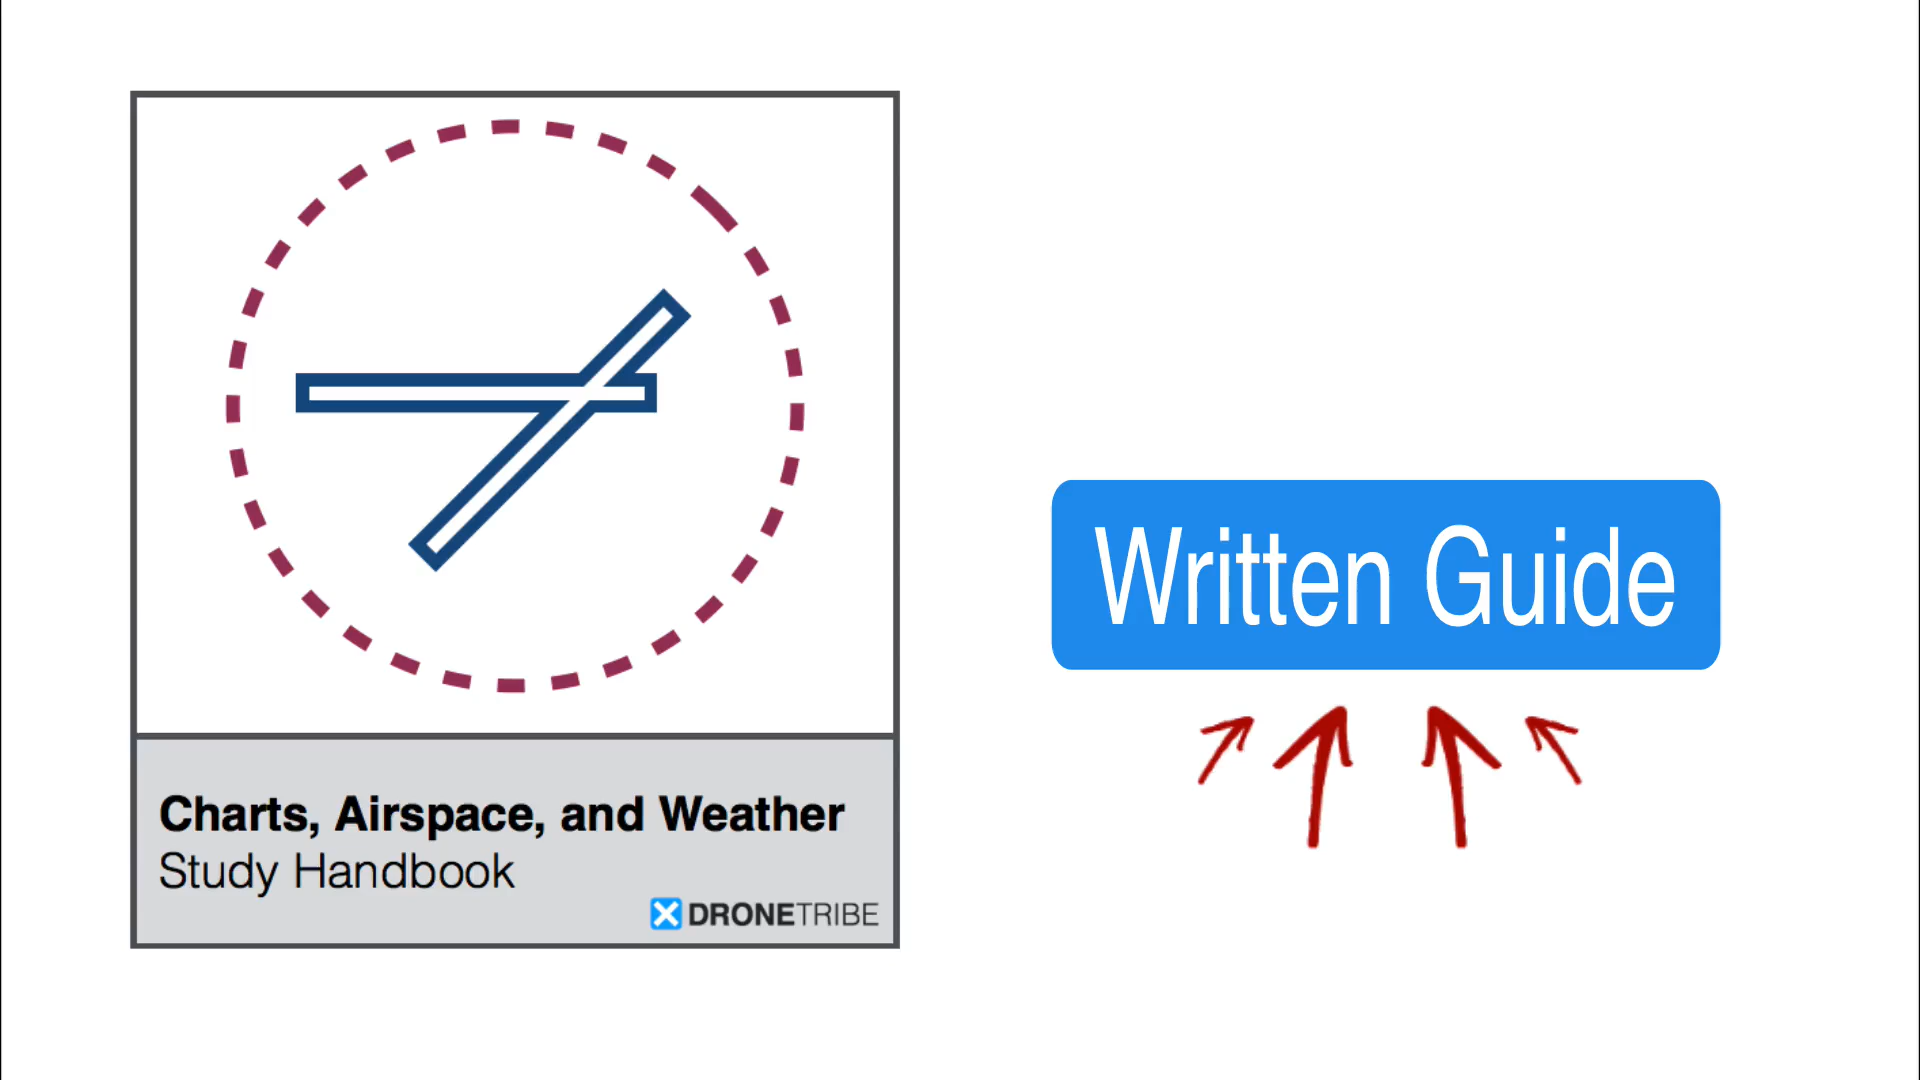 Charts, Airspace, and Weather
Study Handbook
DRONETRIBE
Written Guide